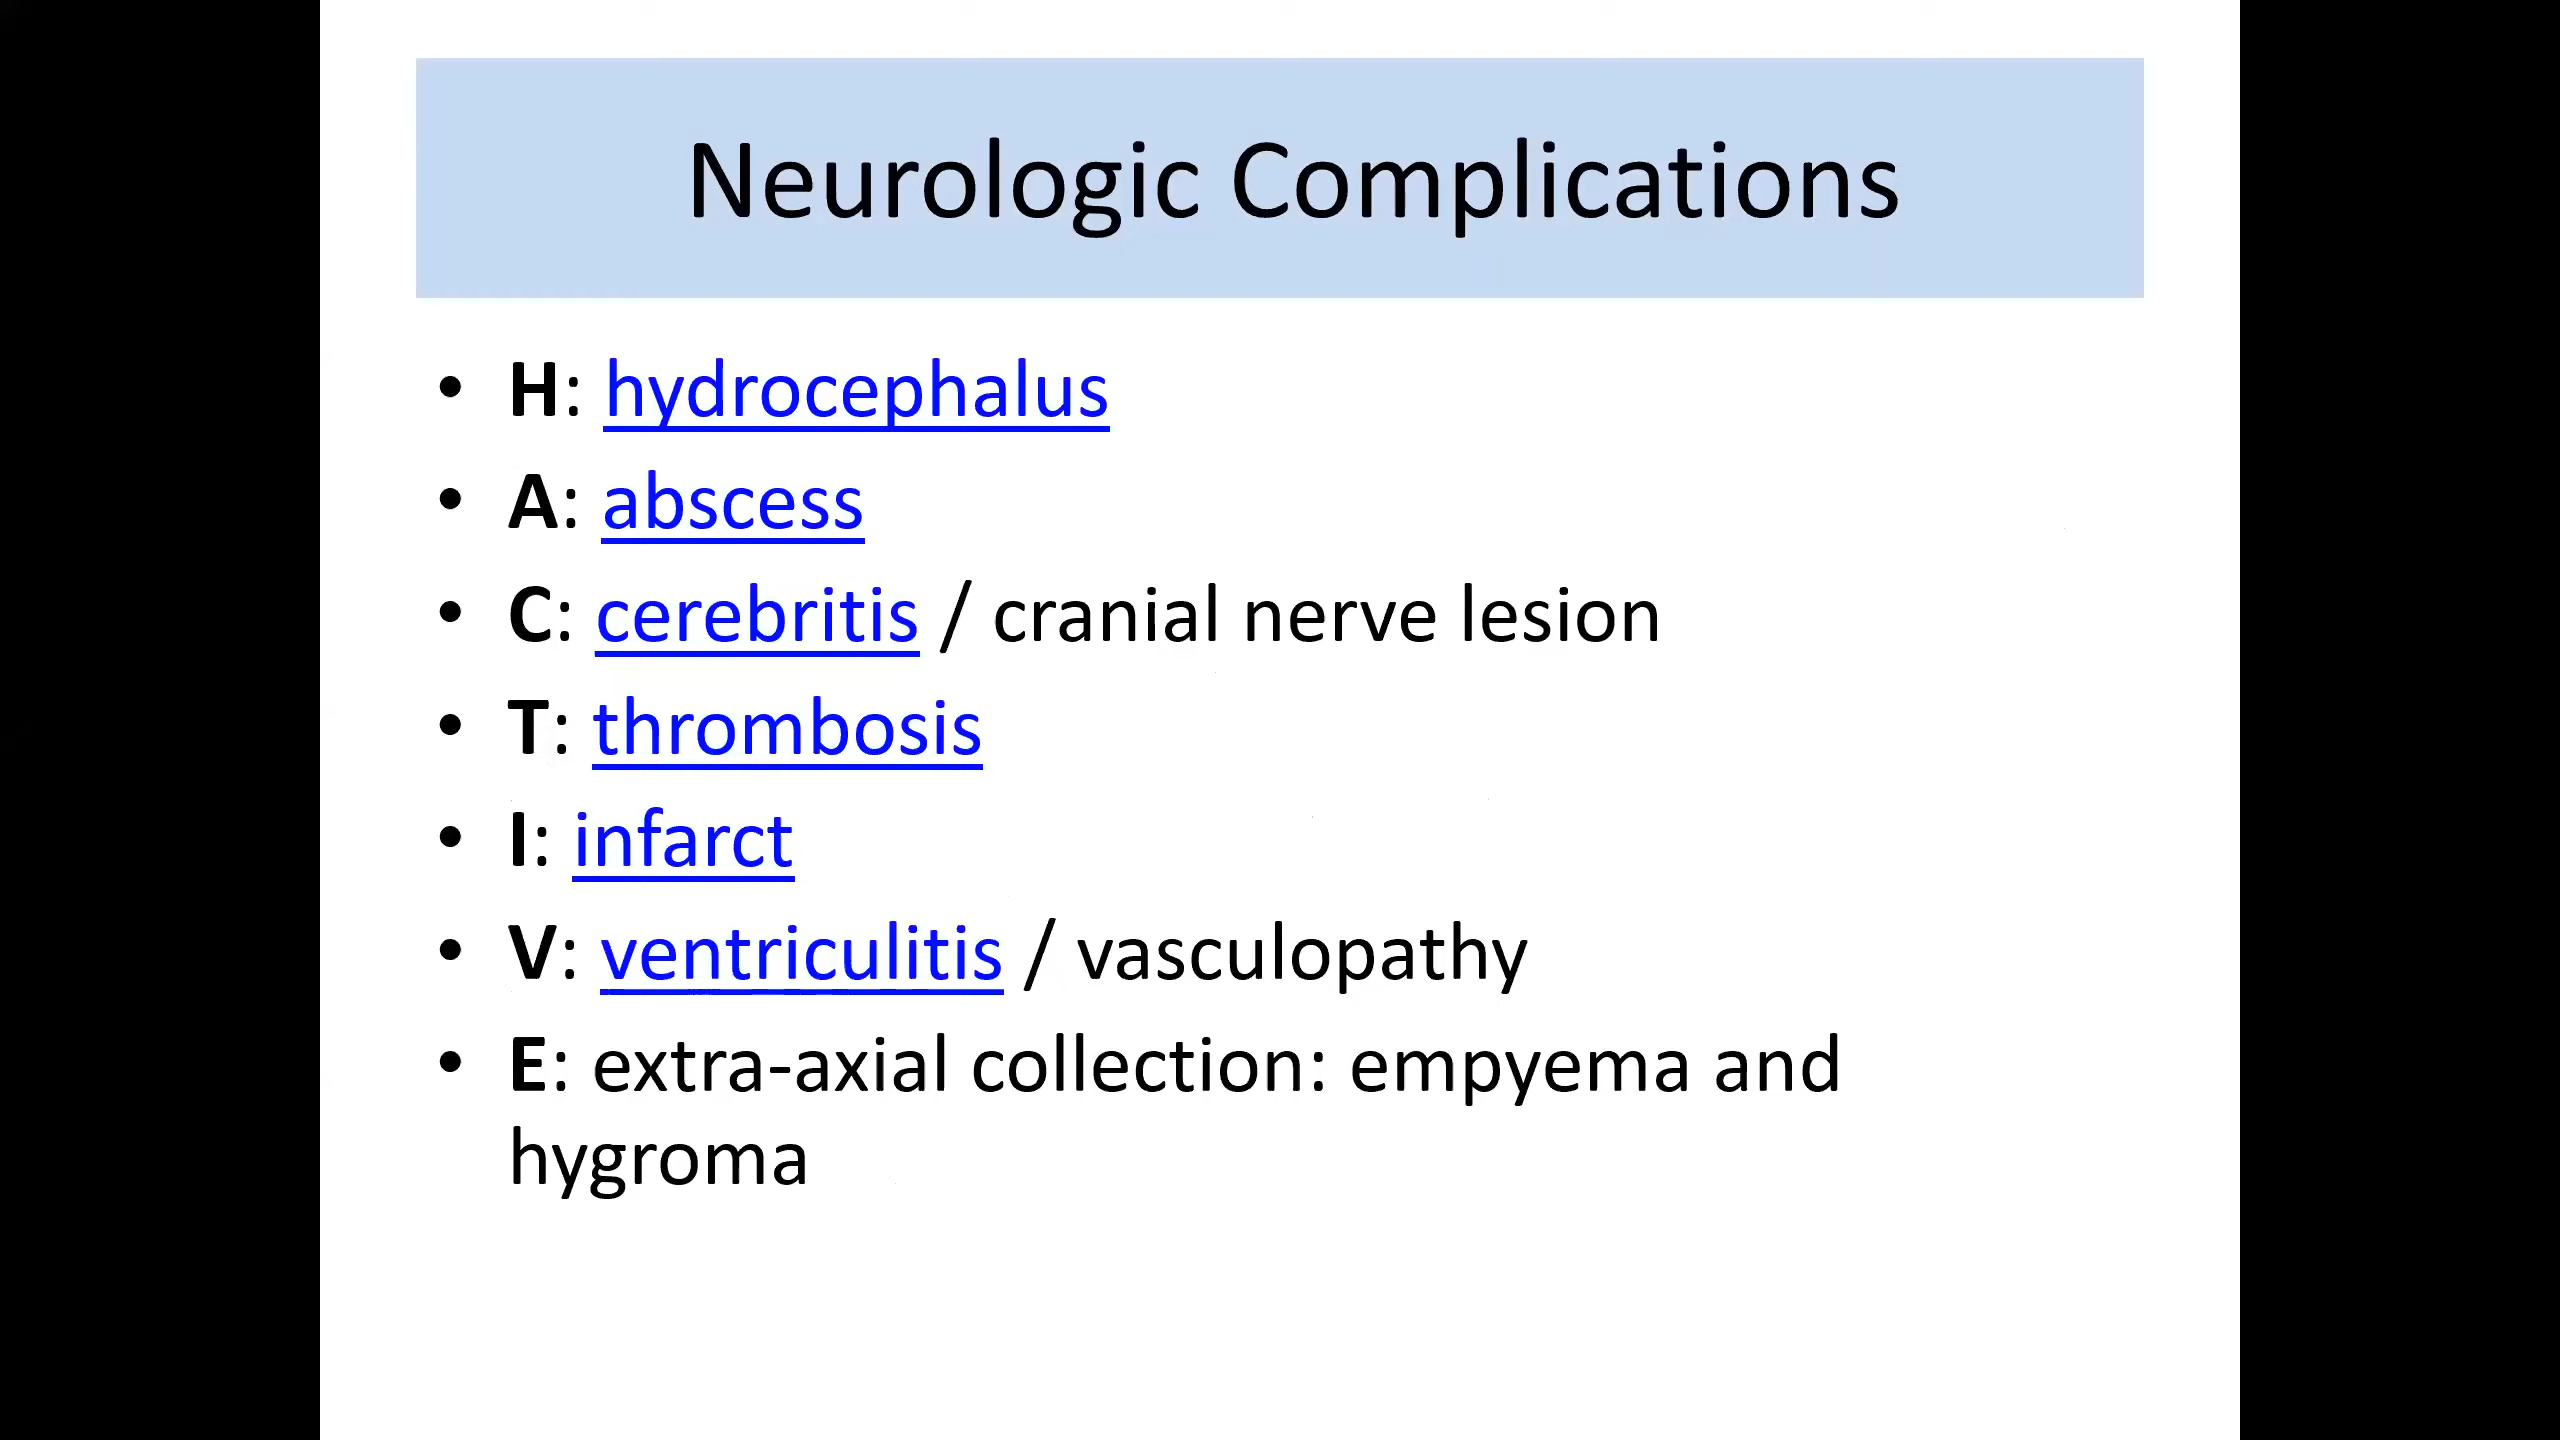 Neurologic Complications
• H: hydrocephalus
• A: abscess
• C: cerebritis / cranial nerve lesion
• T: thrombosis
• I: infarct
• V: ventriculitis / vasculopathy
• E: extra-axial collection: empyema and
hygroma